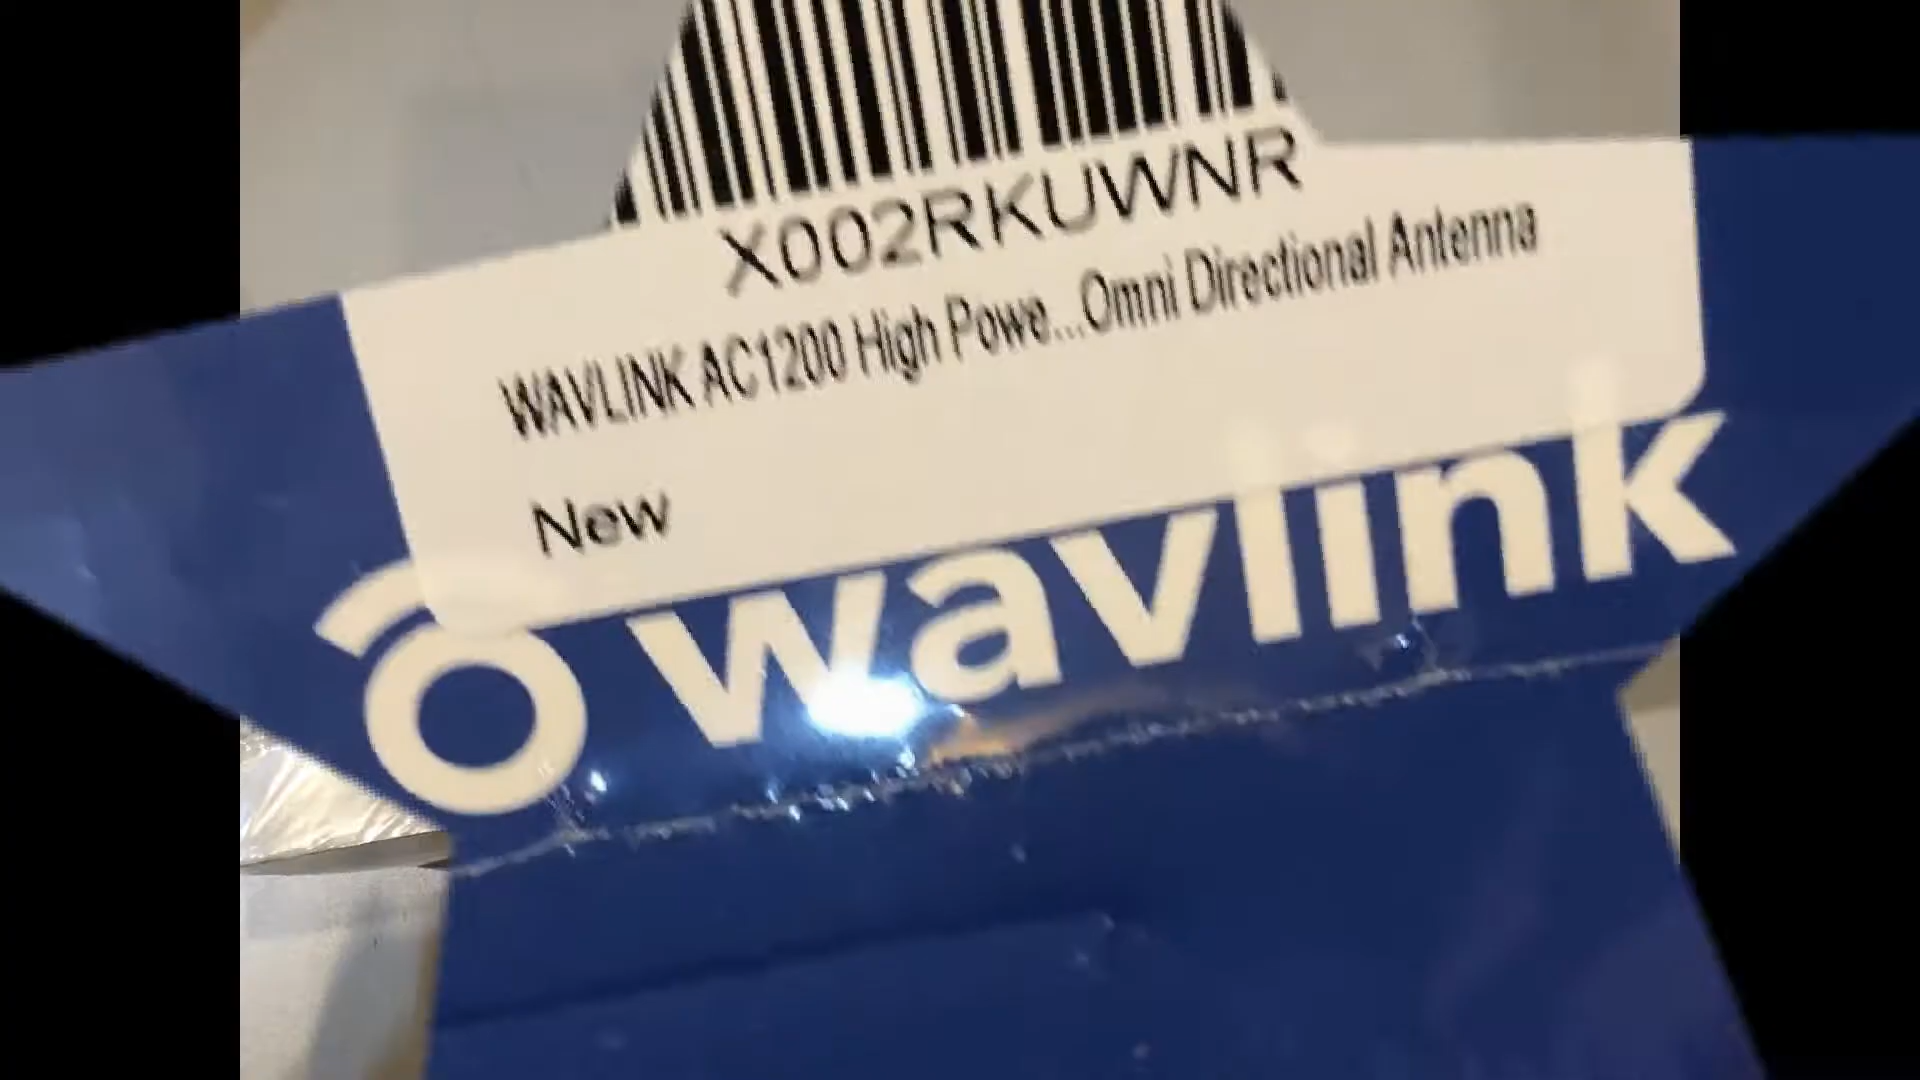 X002RKUWNR
WAVLINK AC1200 High Powe...Omni Directional Antenna
New
wavlink